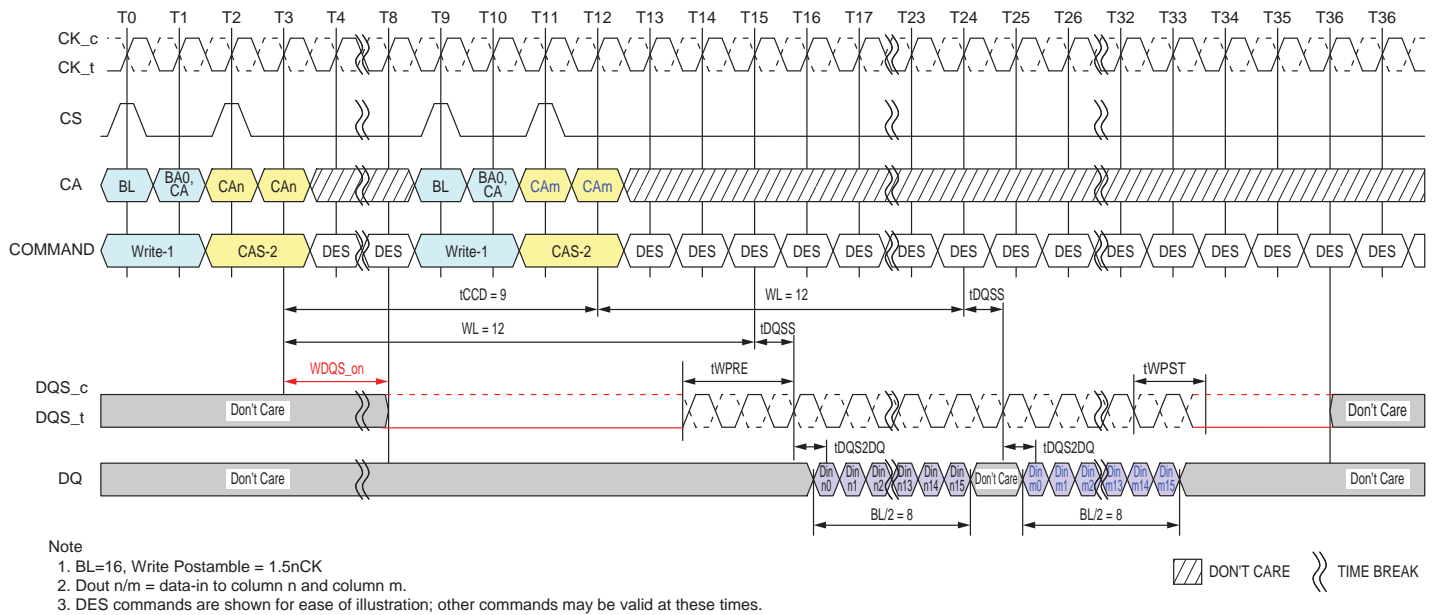 T0 T1 T2 T3 T4 T8 T9 T10 T11 T12 T13 T14 T15 T16 T17 T23 T24 T25 T26 T32 T33 T34 T35 T36 T36
CK_c
CK_t
CS
CA BL BA0, CA CAn CAn BL BA0, CA CAm CAm
COMMAND Write-1 CAS-2 DES DES Write-1 CAS-2 DES DES DES DES DES DES DES DES DES DES DES DES DES DES DES
tCCD = 9 WL = 12 tDQSS
WL = 12 tDQSS
WDQS_on tWPRE tWPST
DQS_c
DQS_t Don't Care Don't Care
tDQS2DQ tDQS2DQ
DQ Don't Care Din n0 Din n1 Din n2 Din n13 Din n14 Din n15 Don't Care Din m0 Din m1 Din m2 Din m13 Din m14 Din m15 Don't Care
BL/2 = 8 BL/2 = 8
Note
1. BL=16, Write Postamble = 1.5nCK
2. Dout n/m = data-in to column n and column m.
3. DES commands are shown for ease of illustration; other commands may be valid at these times.
DON'T CARE TIME BREAK